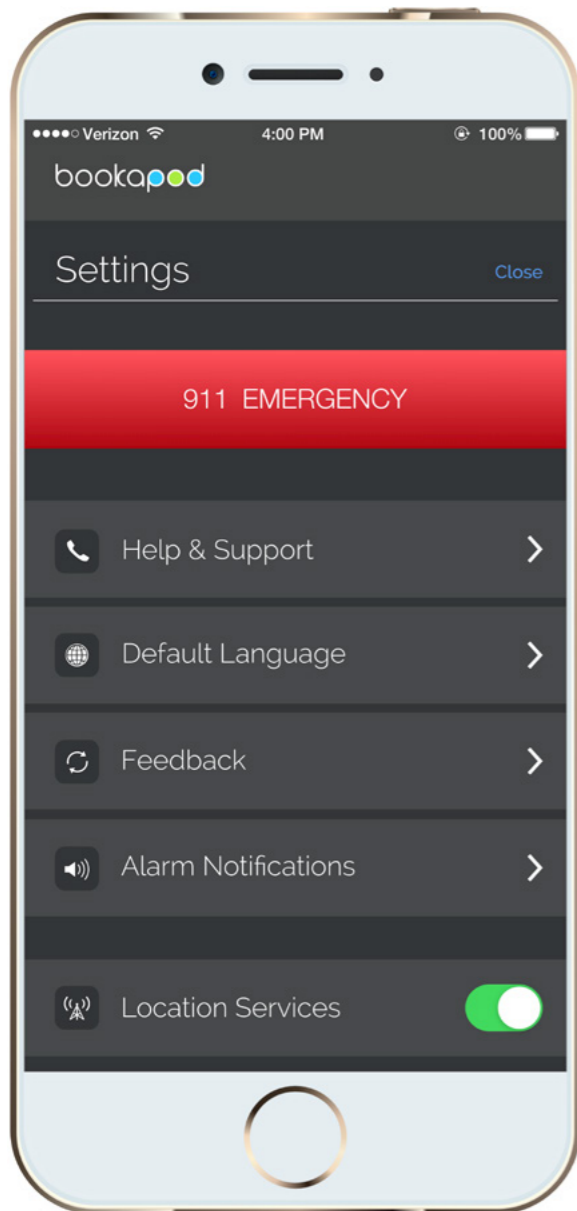 Verizon 4:00 PM 100%
bookapod
Settings Close
911 EMERGENCY
Help & Support
Default Language
Feedback
Alarm Notifications
Location Services